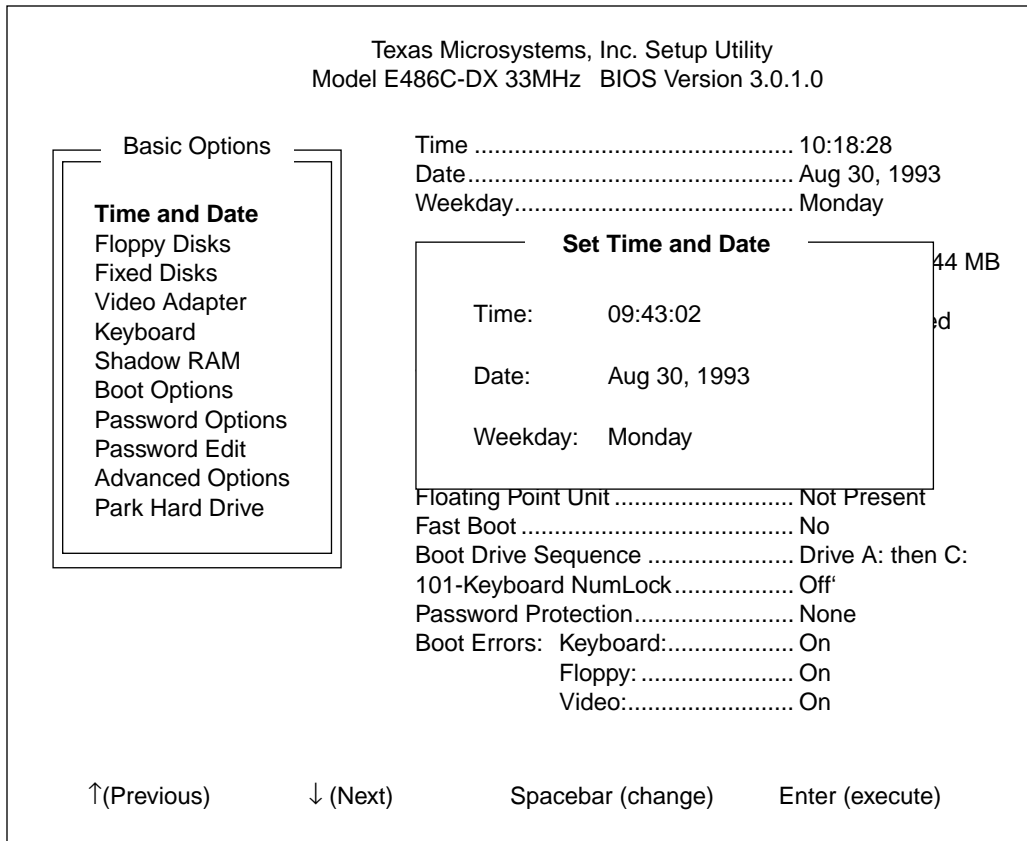 Texas Microsystems, Inc. Setup Utility
Model E486C-DX 33MHz BIOS Version 3.0.1.0
Basic Options
Time and Date
Floppy Disks
Fixed Disks
Video Adapter
Keyboard
Shadow RAM
Boot Options
Password Options
Password Edit
Advanced Options
Park Hard Drive
Time ................................................ 10:18:28
Date................................................. Aug 30, 1993
Weekday.......................................... Monday
44 MB
Set Time and Date
Time: 09:43:02
Date: Aug 30, 1993
Weekday: Monday
Floating Point Unit ........................... Not Present
Fast Boot ......................................... No
Boot Drive Sequence ...................... Drive A: then C:
101-Keyboard NumLock.................. Off‘
Password Protection........................ None
Boot Errors: Keyboard:................... On
Floppy: ....................... On
Video:......................... On
↑(Previous) ↓ (Next) Spacebar (change) Enter (execute)